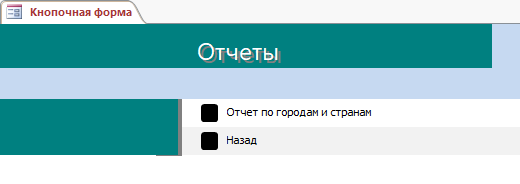 Кнопочная форма
Отчеты
Отчет по городам и странам
Назад